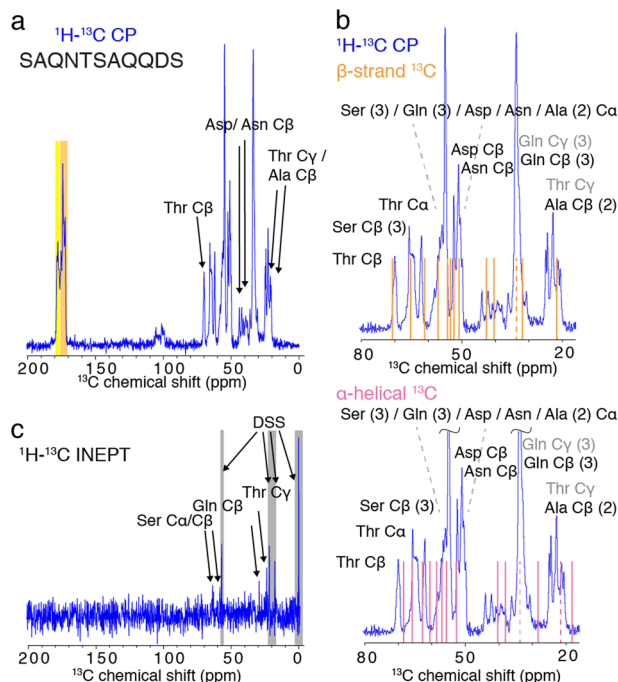 a
¹H-¹³C CP
SAQNTSAQQDS
Asp/ Asn Cβ
Thr Cγ /
Ala Cβ
Thr Cβ
200 150 100 50 0
¹³C chemical shift (ppm)
b
¹H-¹³C CP
β-strand ¹³C
Ser (3) / Gln (3) / Asp / Asn / Ala (2) Cα
Gln Cγ (3)
Asp Cβ
Gln Cβ (3)
Asn Cβ
Thr Cγ
Thr Cα
Ala Cβ (2)
Ser Cβ (3)
Thr Cβ
80 50 20
¹³C chemical shift (ppm)
α-helical ¹³C
Ser (3) / Gln (3) / Asp / Asn / Ala (2) Cα
Gln Cγ (3)
Asp Cβ
Gln Cβ (3)
Asn Cβ
Thr Cγ
Ser Cβ (3)
Ala Cβ (2)
Thr Cα
Thr Cβ
80 50 20
¹³C chemical shift (ppm)
c
¹H-¹³C INEPT
DSS
Thr Cγ
Gln Cβ
Ser Cα/Cβ
200 150 100 50 0
¹³C chemical shift (ppm)